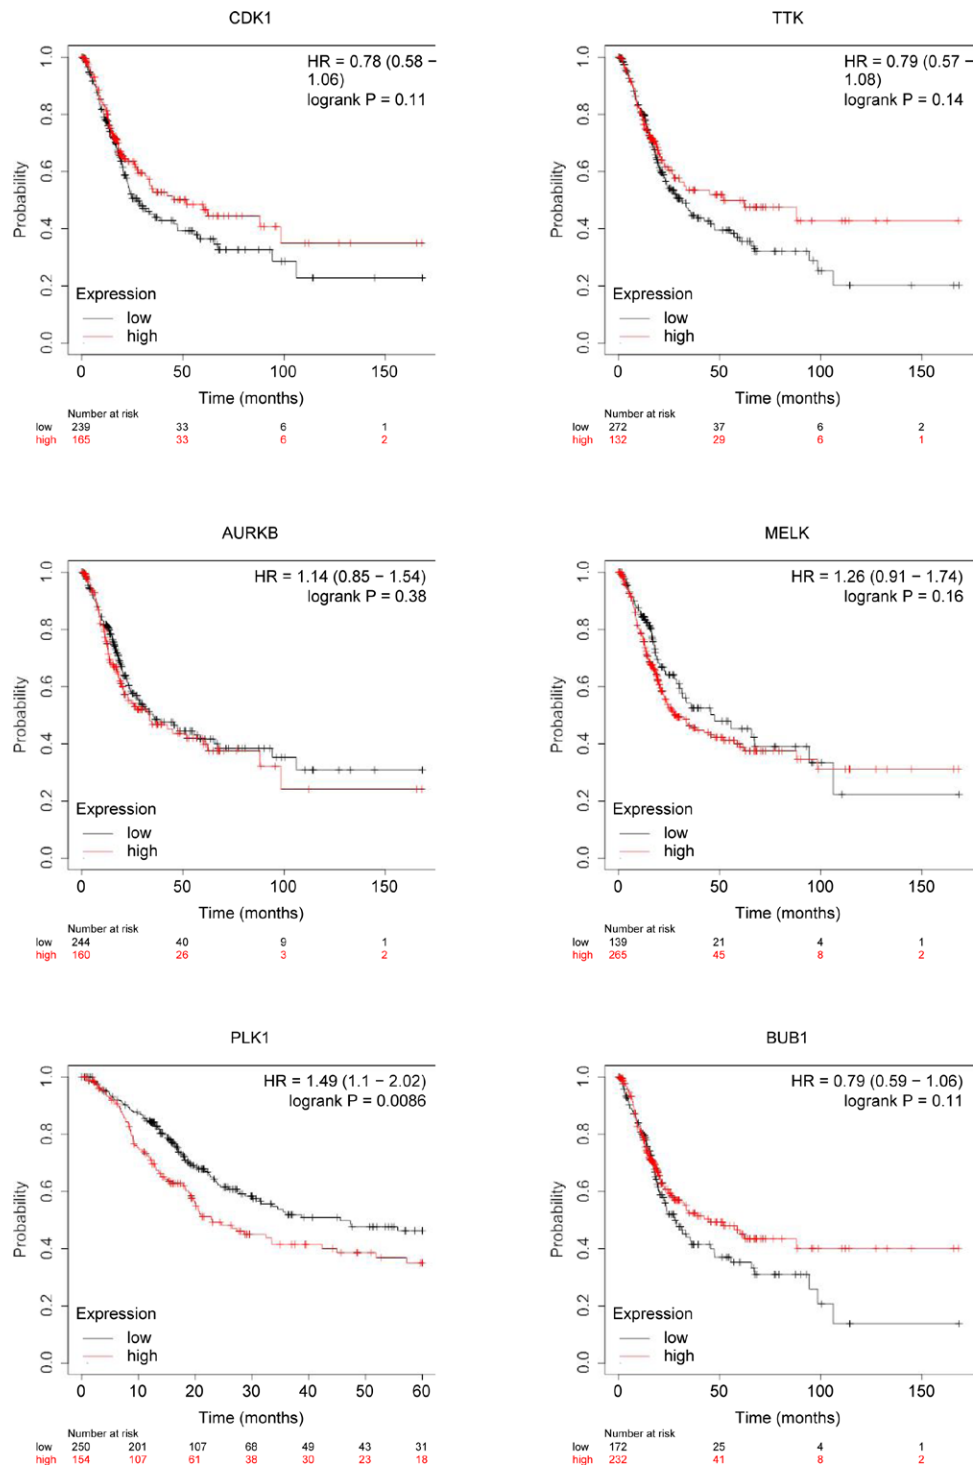 CDK1
HR = 0.78 (0.58 –
1.06)
logrank P = 0.11
Probability
1.0
0.8
0.6
0.4
0.2
0.0
Expression
low
high
0 50 100 150
Time (months)
Number at risk
low 239 33 6 1
high 165 33 6 2
TTK
HR = 0.79 (0.57 –
1.08)
logrank P = 0.14
Probability
1.0
0.8
0.6
0.4
0.2
0.0
Expression
low
high
0 50 100 150
Time (months)
Number at risk
low 272 37 6 2
high 132 29 6 1
AURKB
HR = 1.14 (0.85 – 1.54)
logrank P = 0.38
Probability
1.0
0.8
0.6
0.4
0.2
0.0
Expression
low
high
0 50 100 150
Time (months)
Number at risk
low 244 40 9 1
high 160 26 3 2
MELK
HR = 1.26 (0.91 – 1.74)
logrank P = 0.16
Probability
1.0
0.8
0.6
0.4
0.2
0.0
Expression
low
high
0 50 100 150
Time (months)
Number at risk
low 139 21 4 1
high 265 45 8 2
PLK1
HR = 1.49 (1.1 – 2.02)
logrank P = 0.0086
Probability
1.0
0.8
0.6
0.4
0.2
0.0
Expression
low
high
0 10 20 30 40 50 60
Time (months)
Number at risk
low 250 201 107 68 49 43 31
high 154 107 61 38 30 23 18
BUB1
HR = 0.79 (0.59 – 1.06)
logrank P = 0.11
Probability
1.0
0.8
0.6
0.4
0.2
0.0
Expression
low
high
0 50 100 150
Time (months)
Number at risk
low 172 25 4 1
high 232 41 8 2